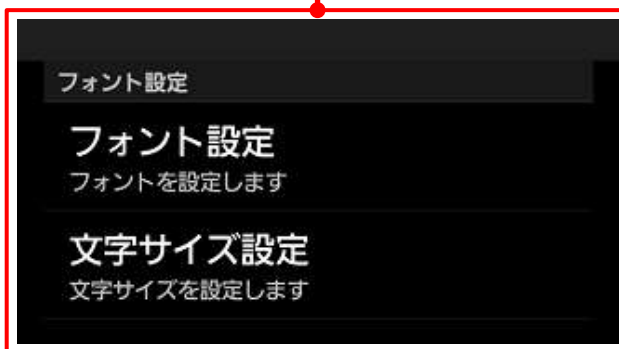 フォント設定
フォント設定
フォントを設定します
文字サイズ設定
文字サイズを設定します